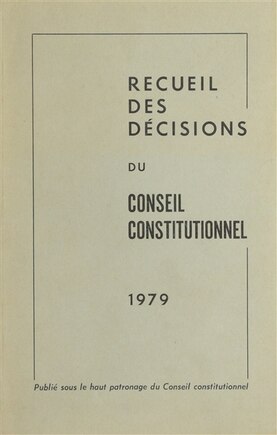 RECUEIL
DES
DÉCISIONS
DU
CONSEIL
CONSTITUTIONNEL
1979
Publié sous le haut patronage du Conseil constitutionnel